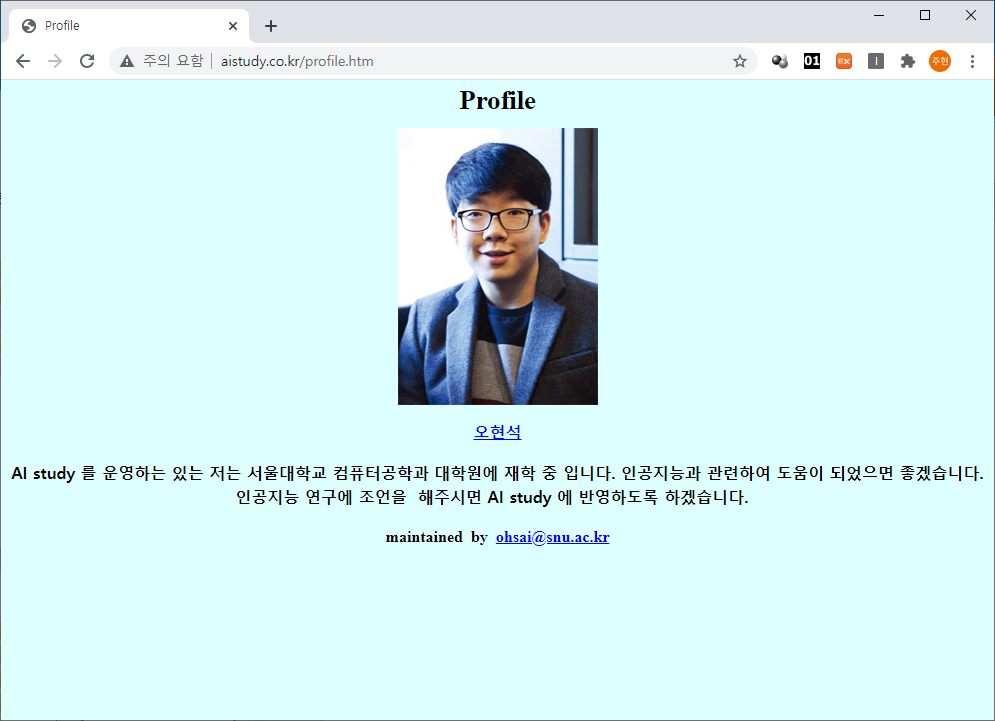 Profile
주의 요함 | aistudy.co.kr/profile.htm
01
Ex
I
주현
Profile
오현석
AI study 를 운영하는 있는 저는 서울대학교 컴퓨터공학과 대학원에 재학 중 입니다. 인공지능과 관련하여 도움이 되었으면 좋겠습니다.
인공지능 연구에 조언을 해주시면 AI study 에 반영하도록 하겠습니다.
maintained by ohsai@snu.ac.kr